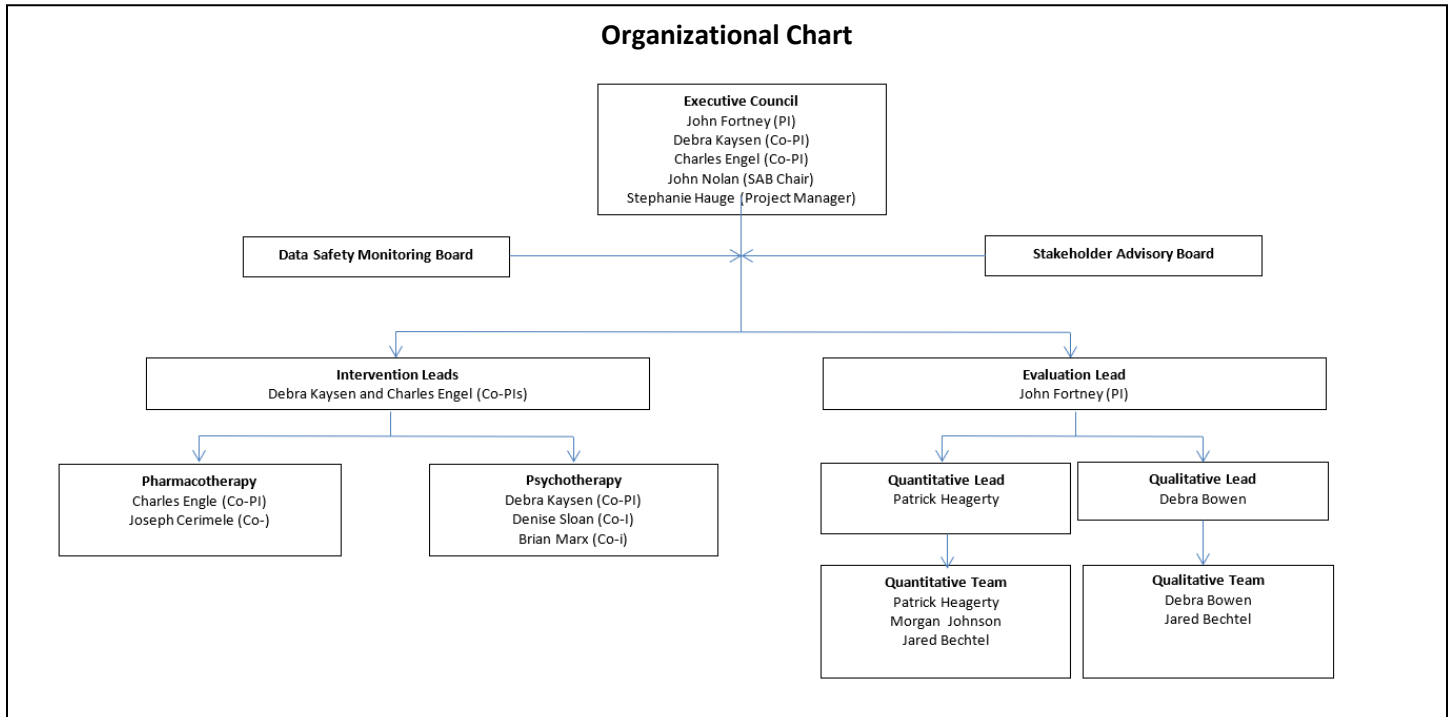 Organizational Chart
Executive Council
John Fortney (PI)
Debra Kaysen (Co-PI)
Charles Engel (Co-PI)
John Nolan (SAB Chair)
Stephanie Hauge (Project Manager)
Data Safety Monitoring Board
Stakeholder Advisory Board
Intervention Leads
Debra Kaysen and Charles Engel (Co-PIs)
Evaluation Lead
John Fortney (PI)
Pharmacotherapy
Charles Engle (Co-PI)
Joseph Cerimele (Co-)
Psychotherapy
Debra Kaysen (Co-PI)
Denise Sloan (Co-I)
Brian Marx (Co-i)
Quantitative Lead
Patrick Heagerty
Qualitative Lead
Debra Bowen
Quantitative Team
Patrick Heagerty
Morgan Johnson
Jared Bechtel
Qualitative Team
Debra Bowen
Jared Bechtel